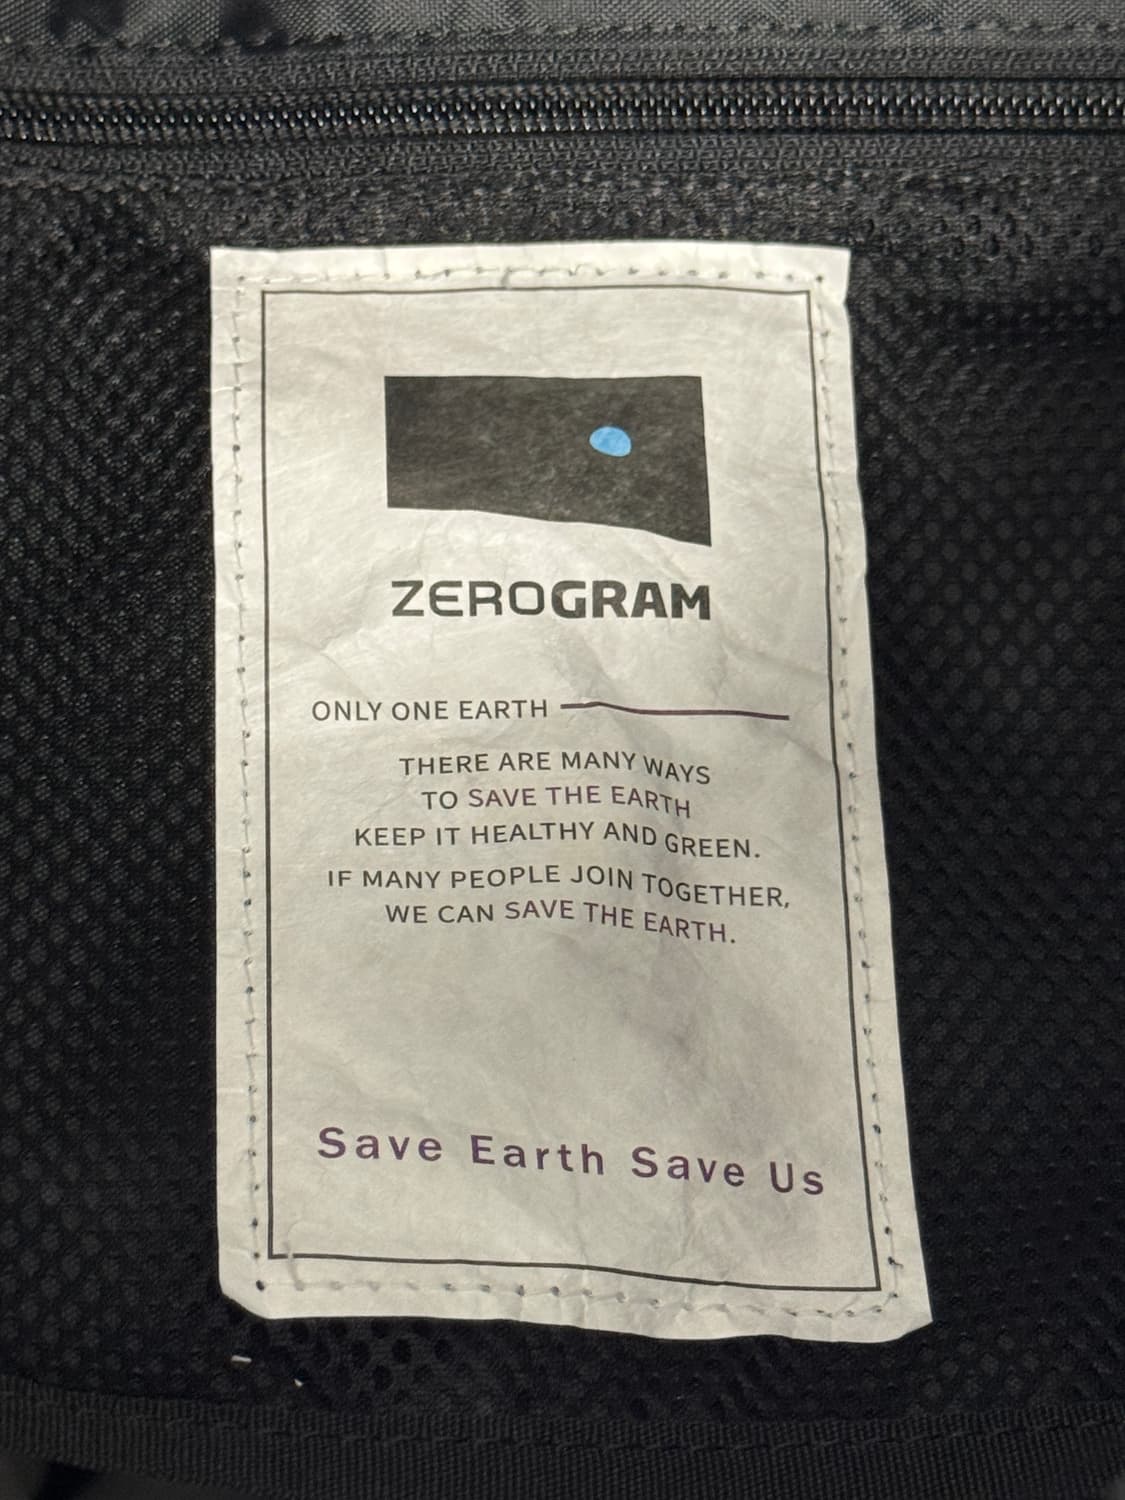 ZEROGRAM
ONLY ONE EARTH
THERE ARE MANY WAYS
TO SAVE THE EARTH
KEEP IT HEALTHY AND GREEN.
IF MANY PEOPLE JOIN TOGETHER,
WE CAN SAVE THE EARTH.
Save Earth Save Us